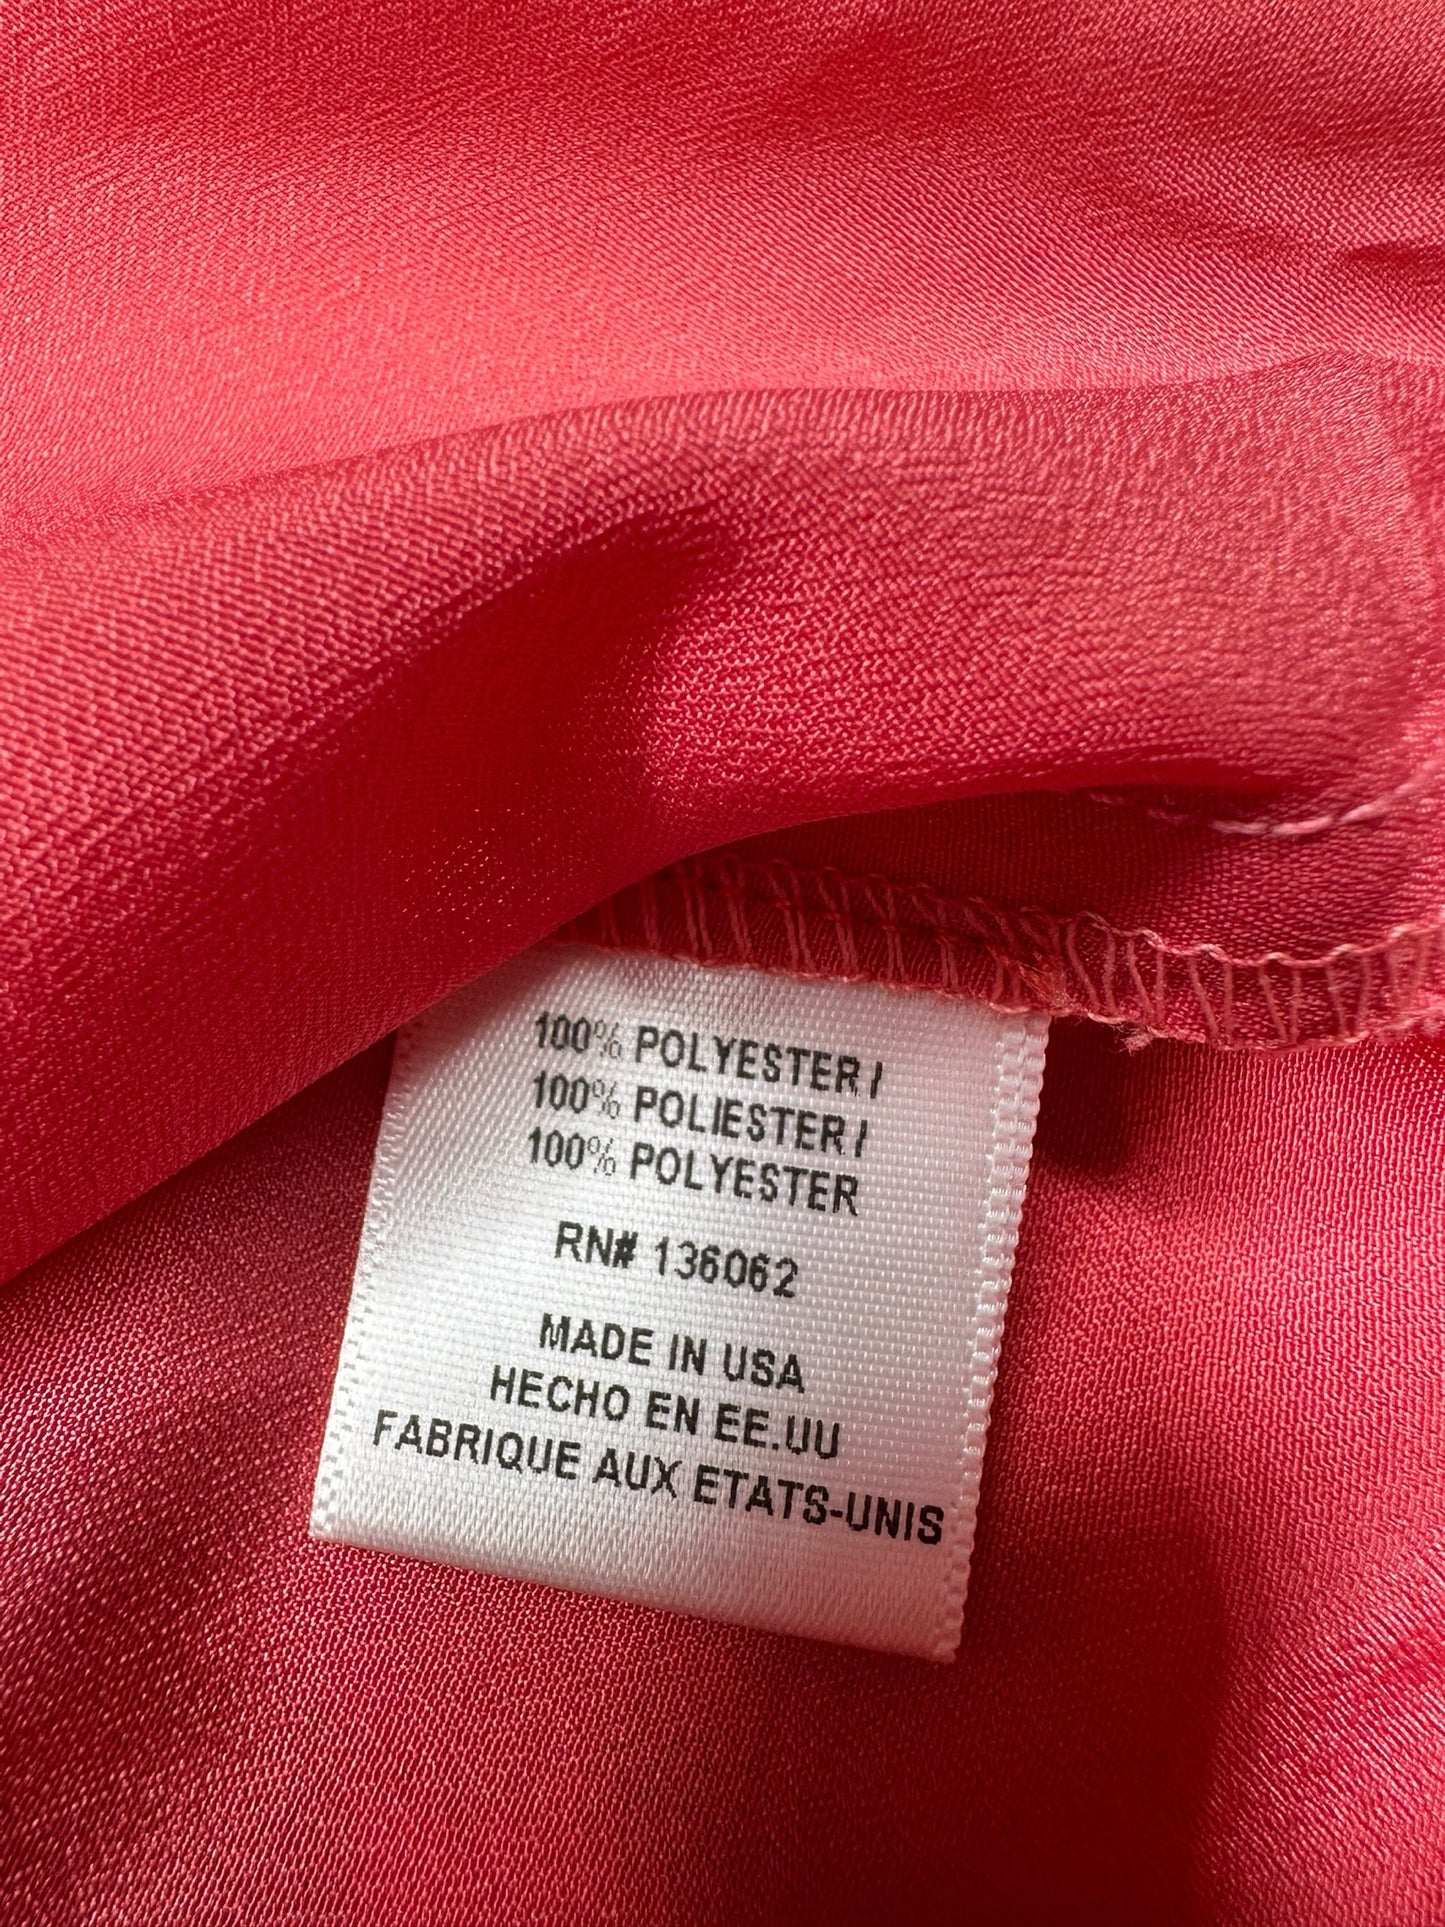 100% POLYESTER /
100% POLIESTER /
100% POLYESTER
RN# 136062
MADE IN USA
HECHO EN EE.UU
FABRIQUE AUX ETATS-UNIS